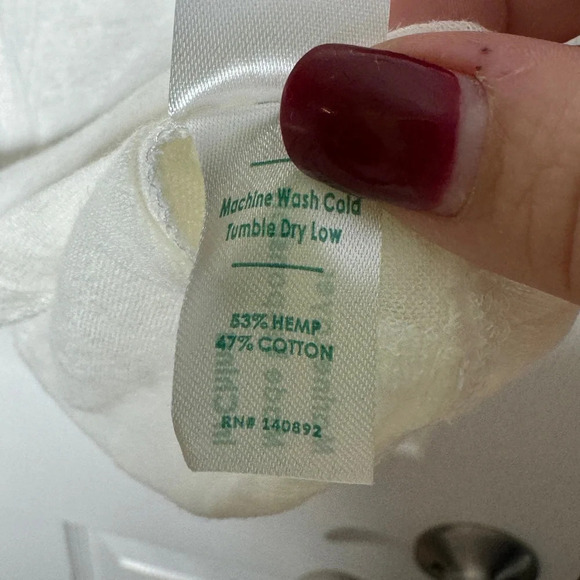 Machine Wash Cold
Tumble Dry Low
53% HEMP
47% COTTON
RN# 140892